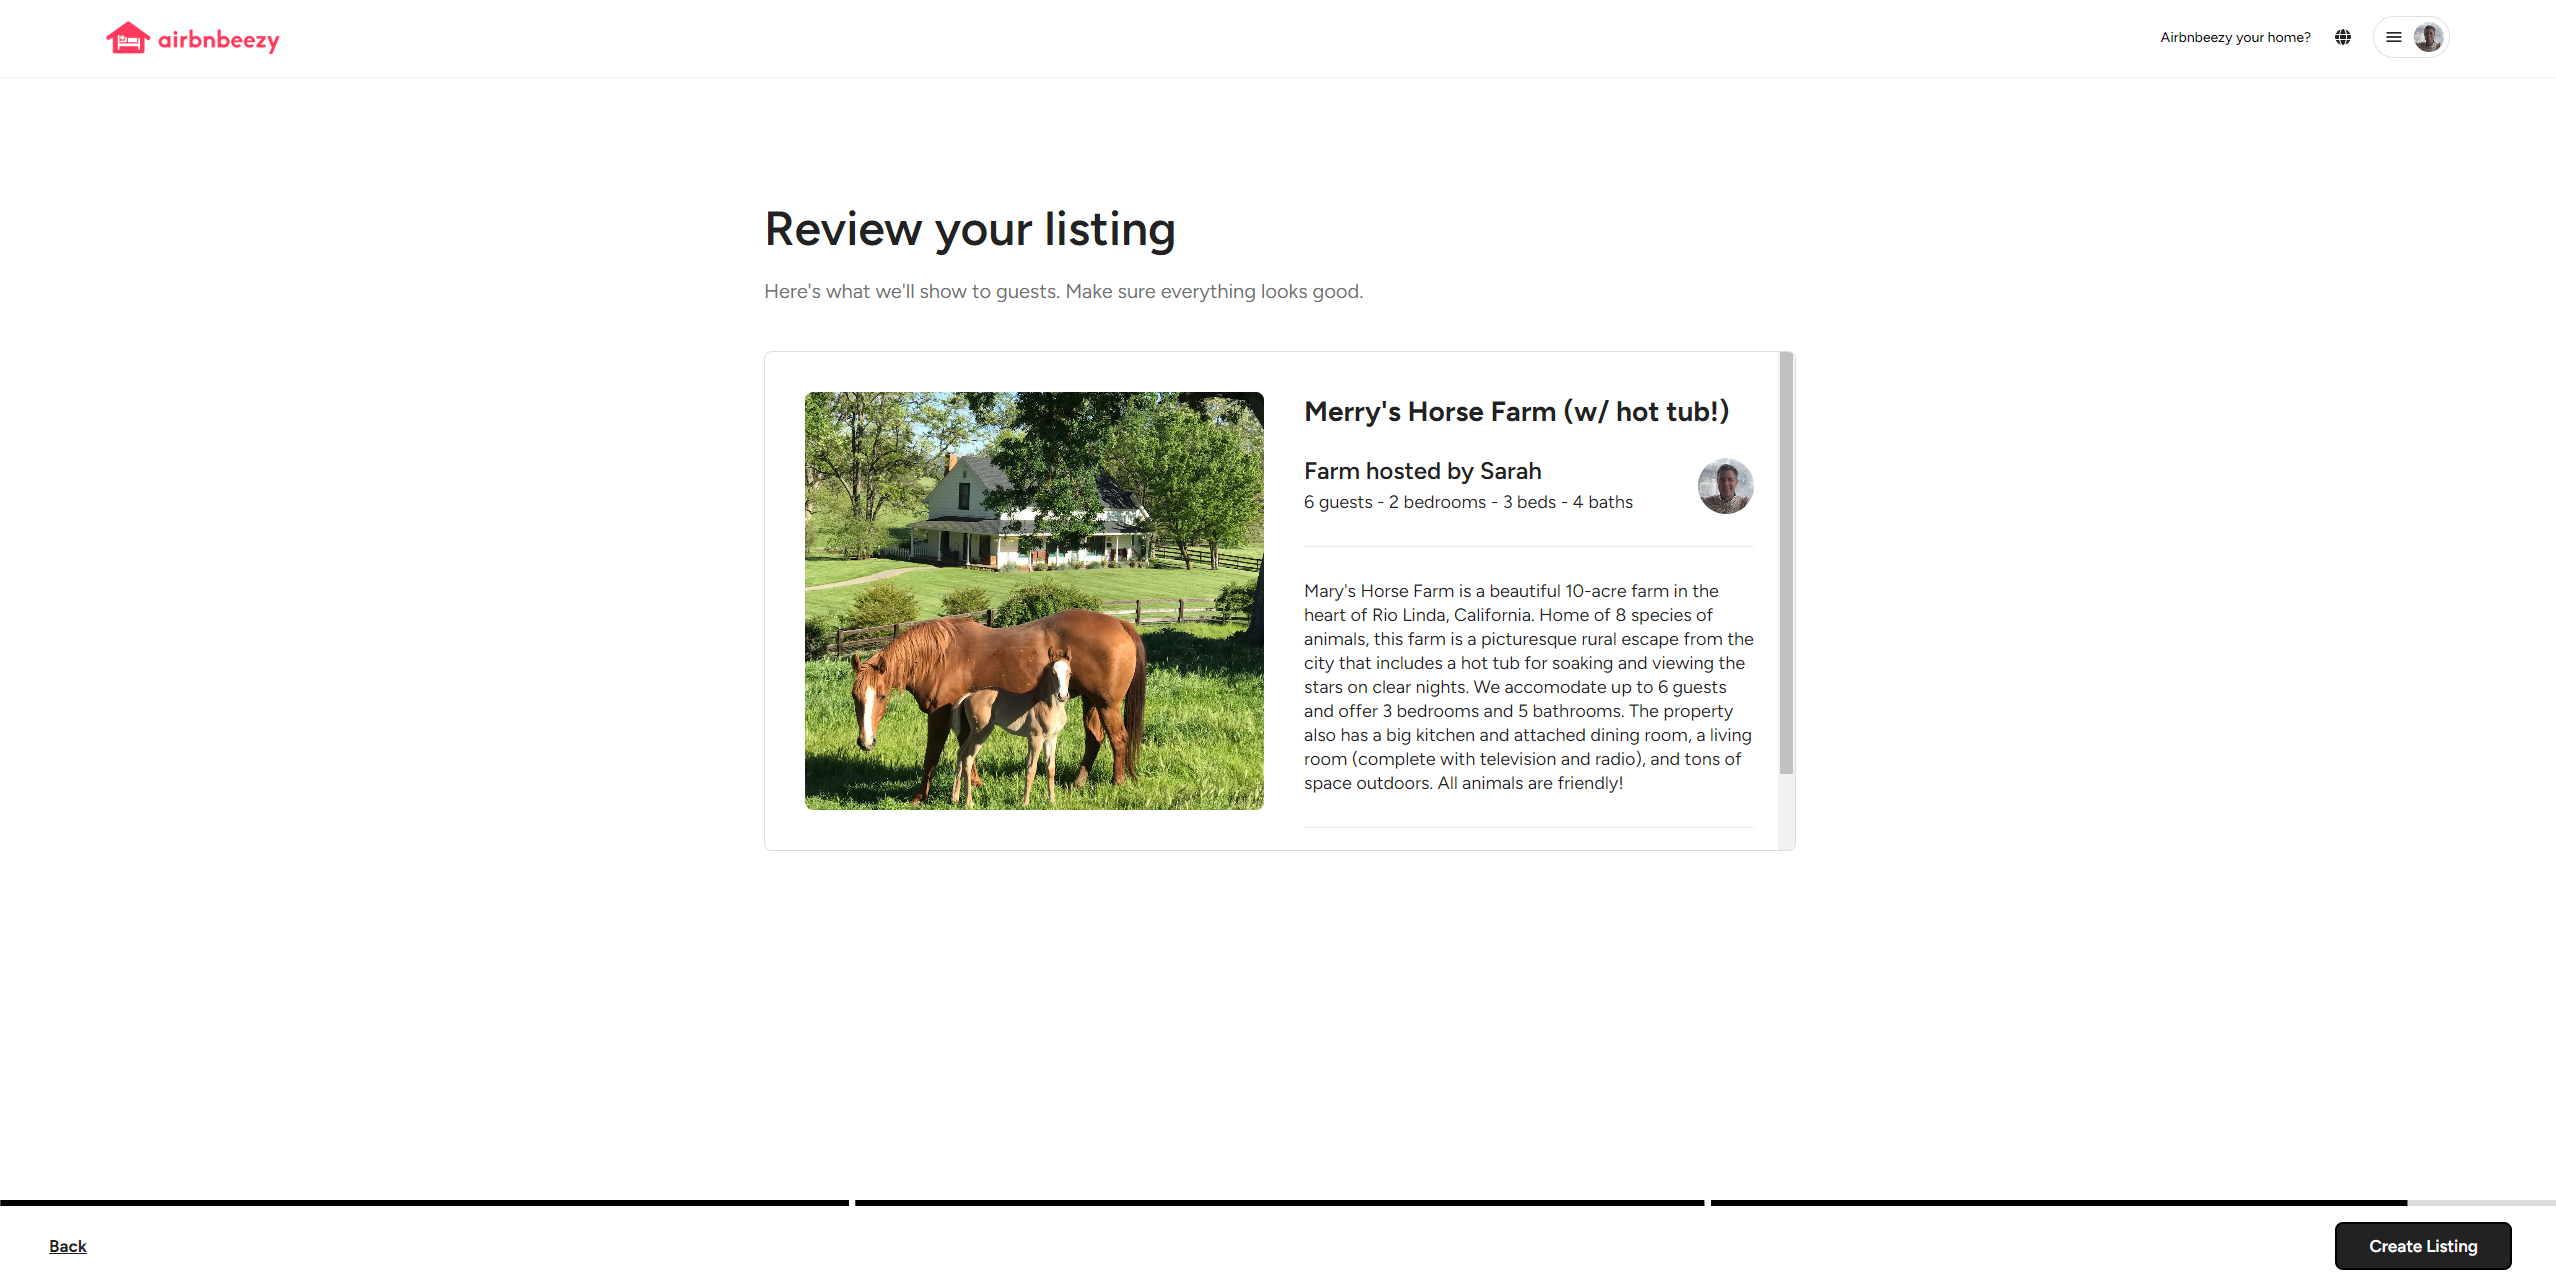 airbnbeezy
Airbnbeezy your home?
Review your listing
Here's what we'll show to guests. Make sure everything looks good.
Merry's Horse Farm (w/ hot tub!)
Farm hosted by Sarah
6 guests - 2 bedrooms - 3 beds - 4 baths
Mary's Horse Farm is a beautiful 10-acre farm in the
heart of Rio Linda, California. Home of 8 species of
animals, this farm is a picturesque rural escape from the
city that includes a hot tub for soaking and viewing the
stars on clear nights. We accomodate up to 6 guests
and offer 3 bedrooms and 5 bathrooms. The property
also has a big kitchen and attached dining room, a living
room (complete with television and radio), and tons of
space outdoors. All animals are friendly!
Back
Create Listing